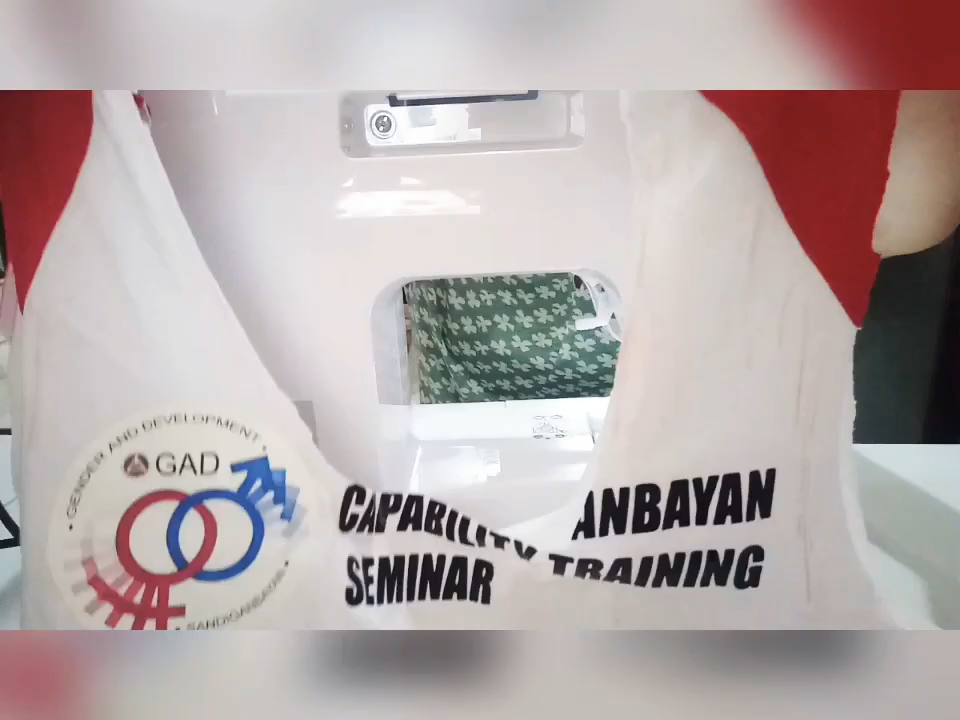 GENDER AND DEVELOPMENT
GAD
SANDIGANBAYAN
CAPABILITY
ANBAYAN
SEMINAR
TRAINING